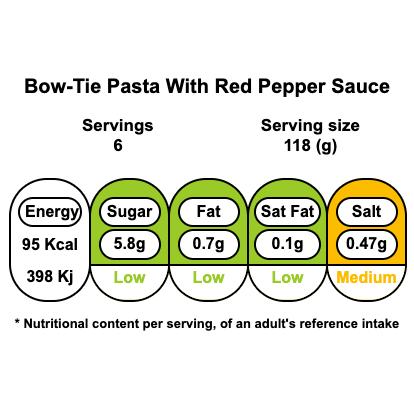 Bow-Tie Pasta With Red Pepper Sauce
Servings Serving size
6 118 (g)
Energy Sugar Fat Sat Fat Salt
95 Kcal 5.8g 0.7g 0.1g 0.47g
398 Kj Low Low Low Medium
* Nutritional content per serving, of an adult's reference intake